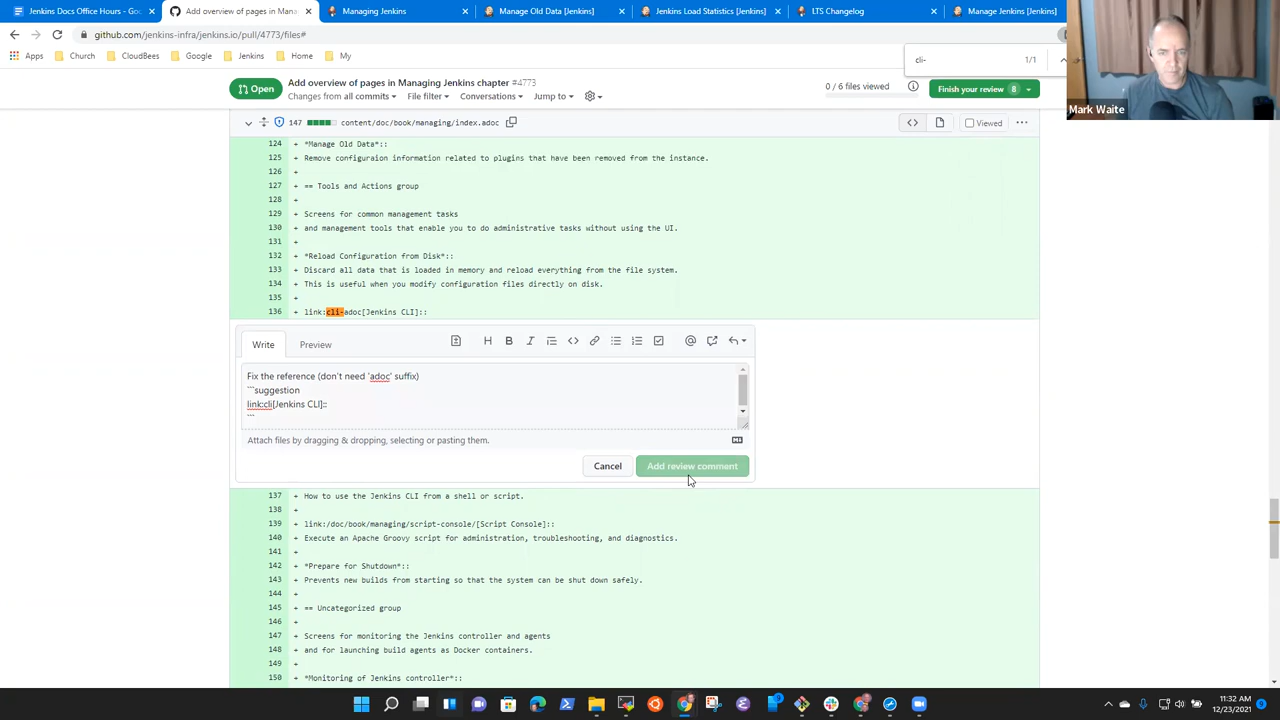 Jenkins Docs Office Hours - Goo
Add overview of pages in Mana
Managing Jenkins
Manage Old Data [Jenkins]
Jenkins Load Statistics [Jenkins]
LTS Changelog
Manage Jenkins [Jenkins]
github.com/jenkins-infra/jenkins.io/pull/4773/files#
Apps
Church
CloudBees
Google
Jenkins
Home
My
cli-
1/1
Mark Waite
Open
Add overview of pages in Managing Jenkins chapter #4773
Changes from all commits
File filter
Conversations
Jump to
0 / 6 files viewed
Finish your review 8
147
content/doc/book/managing/index.adoc
Viewed
124 + *Manage Old Data*::
125 + Remove configuraion information related to plugins that have been removed from the instance.
126 +
127 + == Tools and Actions group
128 +
129 + Screens for common management tasks
130 + and management tools that enable you to do administrative tasks without using the UI.
131 +
132 + *Reload Configuration from Disk*::
133 + Discard all data that is loaded in memory and reload everything from the file system.
134 + This is useful when you modify configuration files directly on disk.
135 +
136 + link:cli-adoc[Jenkins CLI]::
Write
Preview
Fix the reference (don't need 'adoc' suffix)
```suggestion
link:cli[Jenkins CLI]::
```
Attach files by dragging & dropping, selecting or pasting them.
Cancel
Add review comment
137 + How to use the Jenkins CLI from a shell or script.
138 +
139 + link:/doc/book/managing/script-console/[Script Console]::
140 + Execute an Apache Groovy script for administration, troubleshooting, and diagnostics.
141 +
142 + *Prepare for Shutdown*::
143 + Prevents new builds from starting so that the system can be shut down safely.
144 +
145 + == Uncategorized group
146 +
147 + Screens for monitoring the Jenkins controller and agents
148 + and for launching build agents as Docker containers.
149 +
150 + *Monitoring of Jenkins controller*::
11:32 AM
12/23/2021